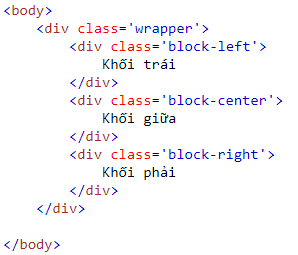 <body>
<div class='wrapper'>
<div class='block-left'>
Khối trái
</div>
<div class='block-center'>
Khối giữa
</div>
<div class='block-right'>
Khối phải
</div>
</div>
</body>